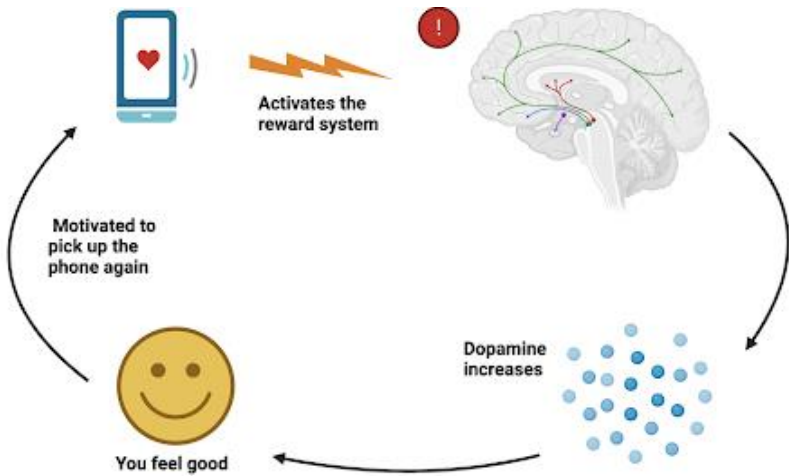 !
Activates the
reward system
Motivated to
pick up the
phone again
Dopamine
increases
You feel good